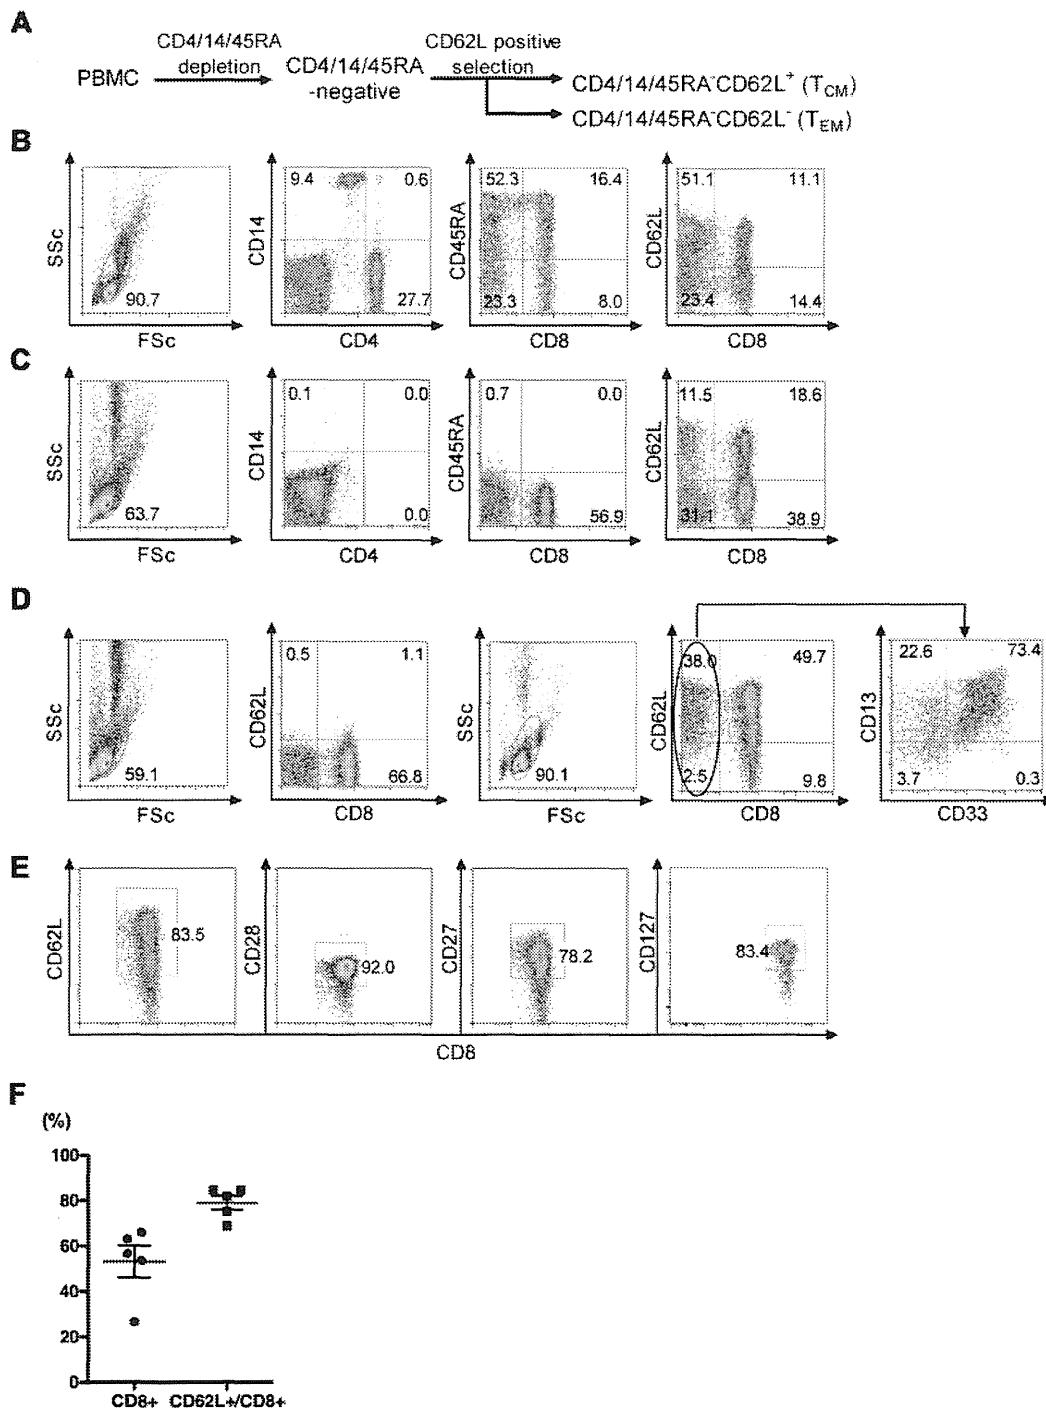 A
PBMC
CD4/14/45RA
depletion
CD4/14/45RA
-negative
CD62L positive
selection
CD4/14/45RA-CD62L+ (TCM)
CD4/14/45RA-CD62L- (TEM)
B
SSc
90.7
FSc
CD14
9.4 0.6
27.7
CD4
CD45RA
52.3 16.4
23.3 8.0
CD8
CD62L
51.1 11.1
23.4 14.4
CD8
C
SSc
63.7
FSc
CD14
0.1 0.0
0.0
CD4
CD45RA
0.7 0.0
56.9
CD8
CD62L
11.5 18.6
31.1 38.9
CD8
D
SSc
59.1
FSc
CD62L
0.5 1.1
66.8
CD8
SSc
90.1
FSc
CD62L
38.0 49.7
2.5 9.8
CD8
CD13
22.6 73.4
3.7 0.3
CD33
E
CD62L
83.5
CD28
92.0
CD27
78.2
CD127
83.4
CD8
F
(%)
100
80
60
40
20
0
CD8+ CD62L+/CD8+